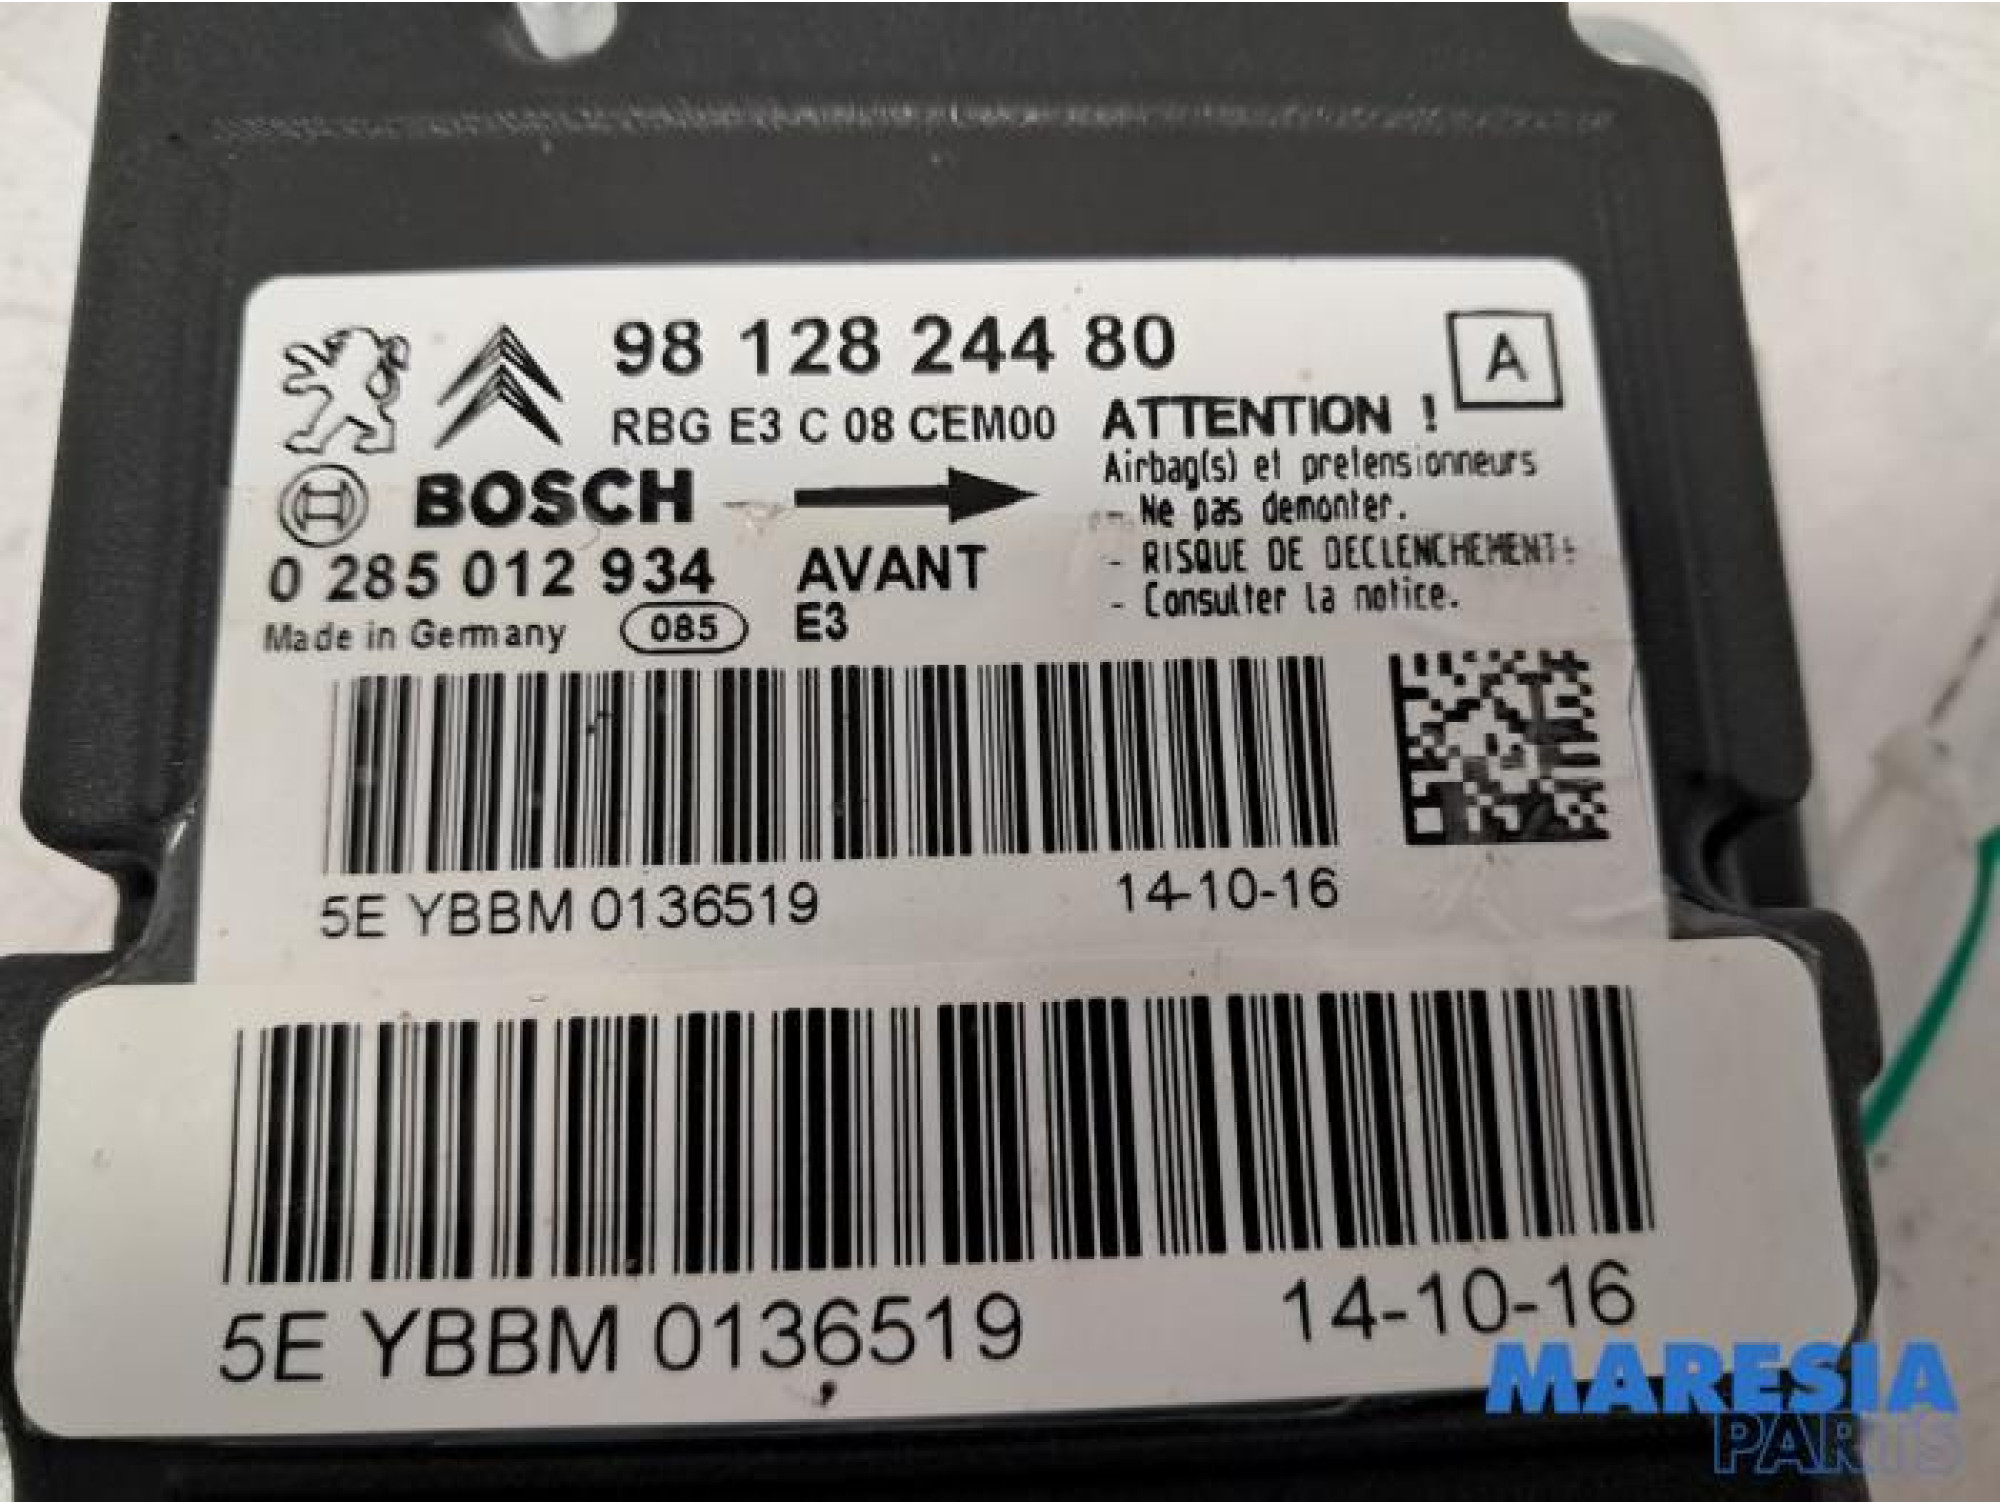 98 128 244 80
A
RBG E3 C 08 CEM00
BOSCH
0 285 012 934
Made in Germany
085
AVANT
E3
ATTENTION !
Airbag(s) et pretensionneurs
- Ne pas demonter.
- RISQUE DE DECLENCHEMENT!
- Consulter la notice.
5E YBBM 0136519
14-10-16
5E YBBM 0136519
14-10-16
MARESIA
PARTS